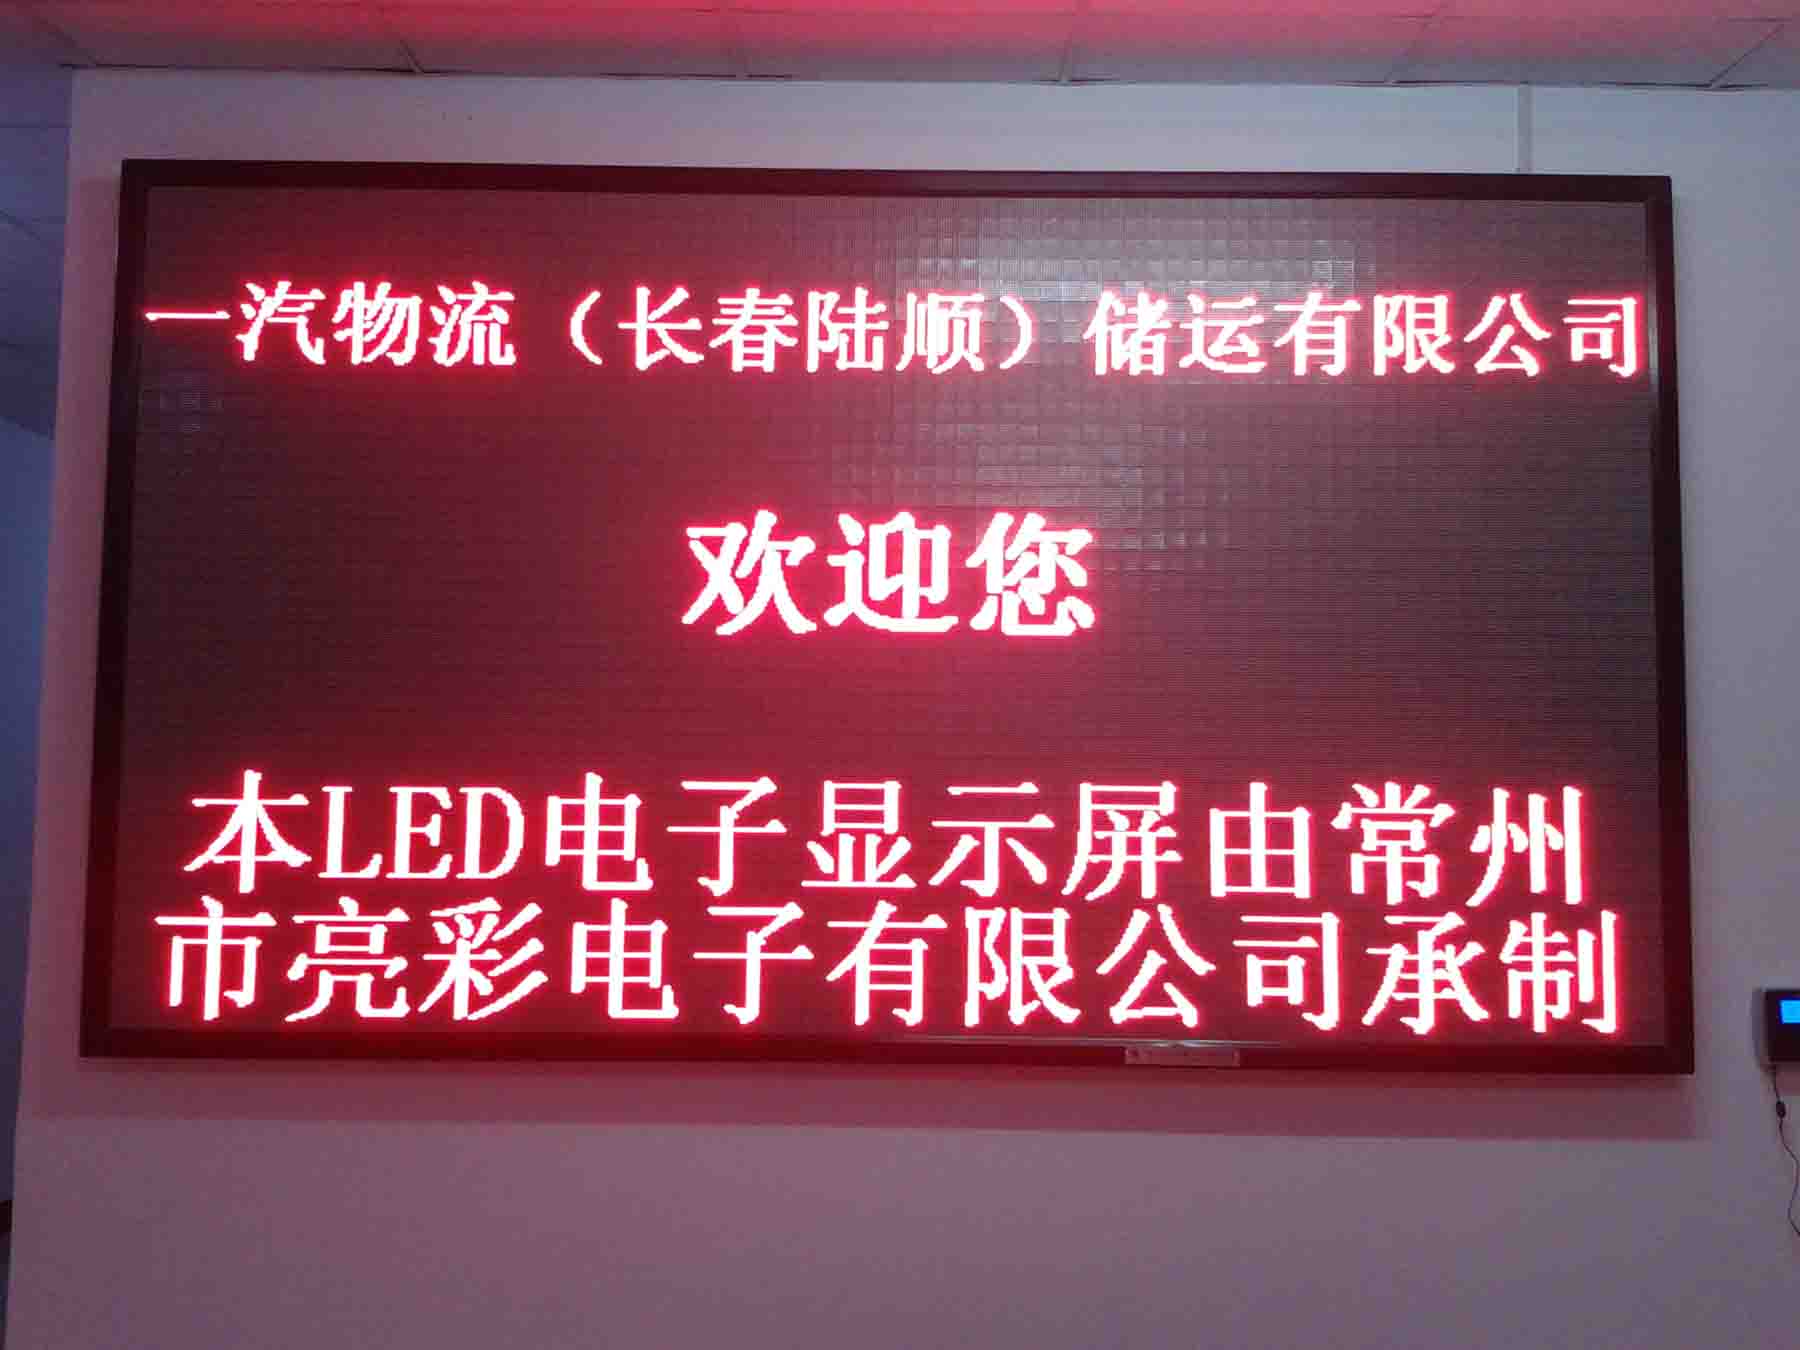 一汽物流（长春陆顺）储运有限公司
欢迎您
本LED电子显示屏由常州
市亮彩电子有限公司承制